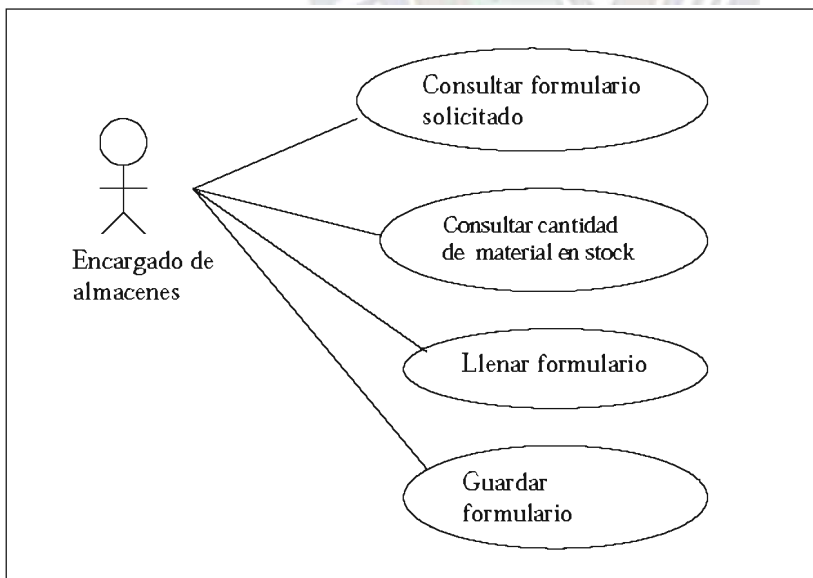 Consultar formulario
solicitado
Consultar cantidad
de material en stock
Encargado de
almacenes
Llenar formulario
Guardar
formulario